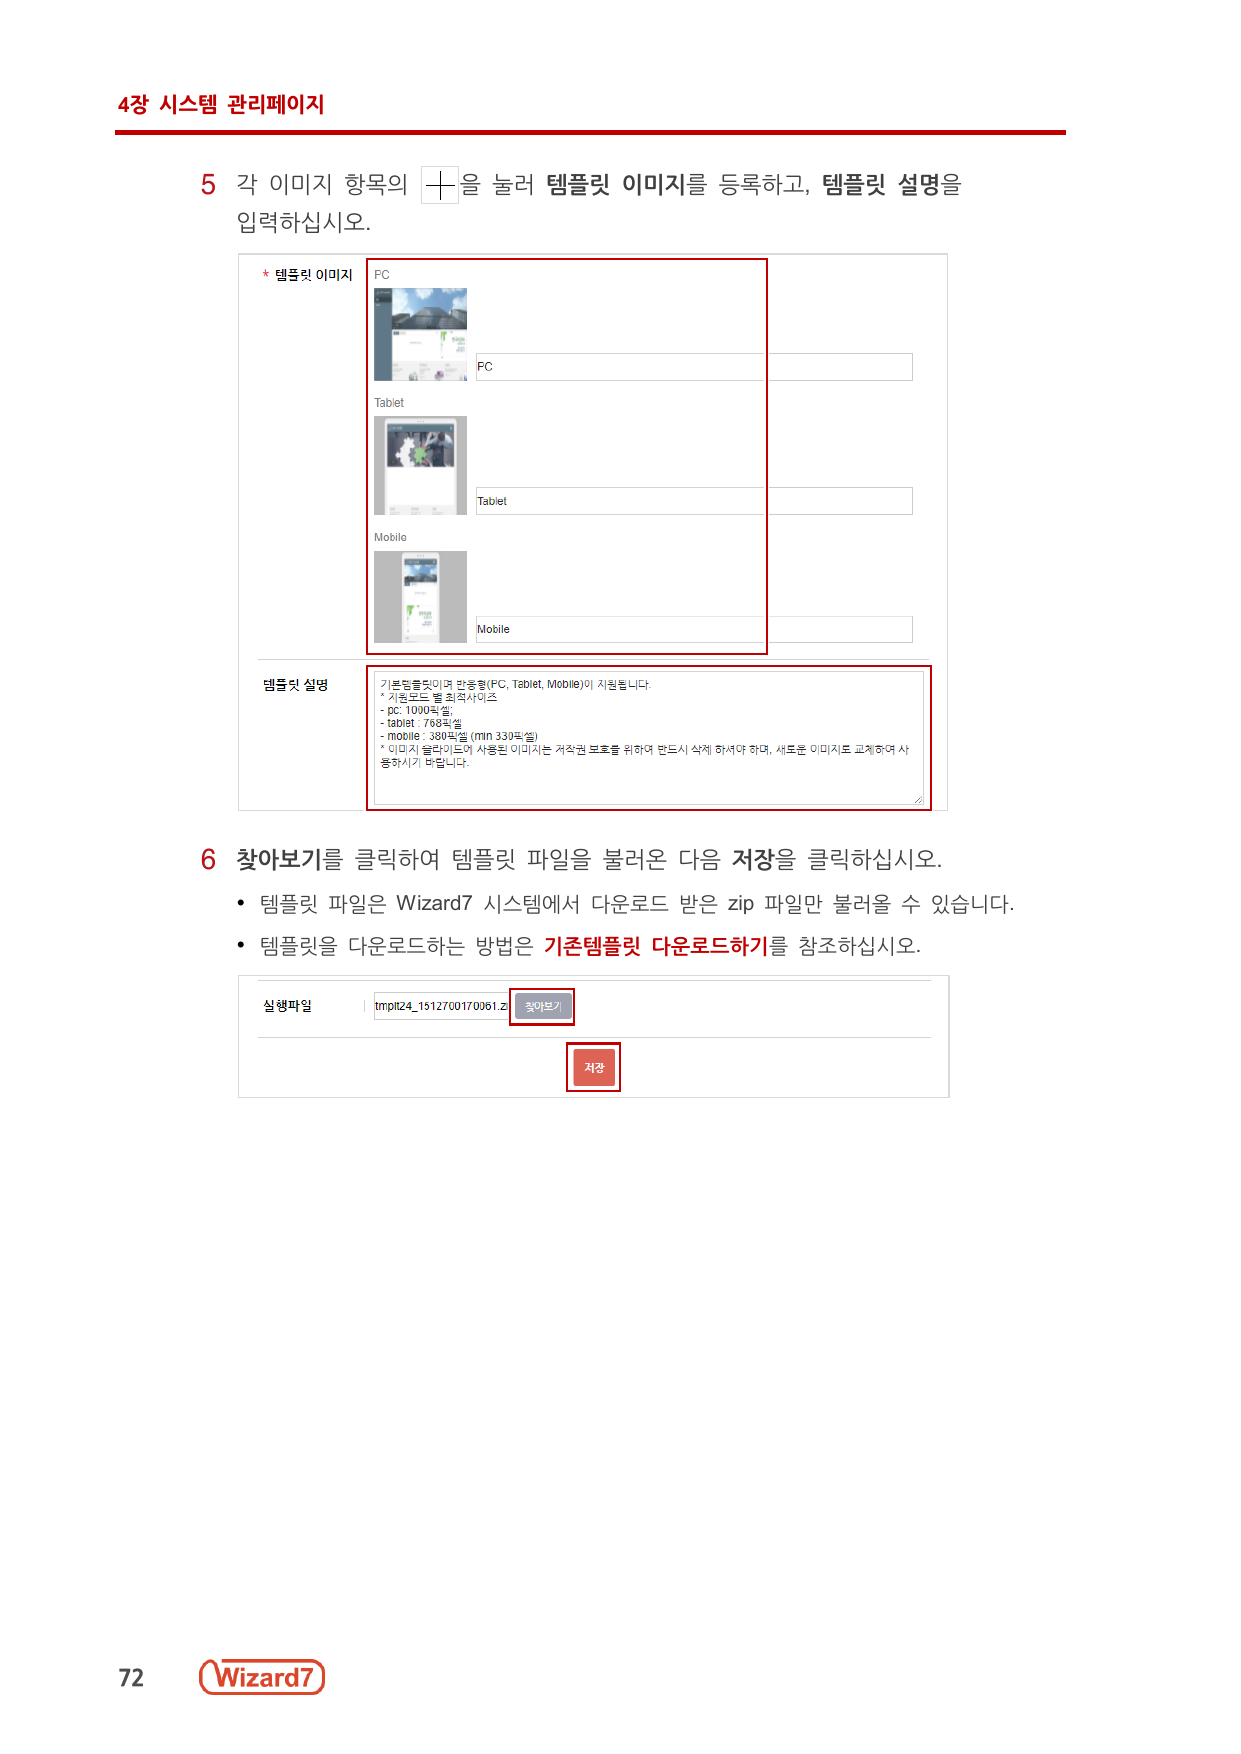 4장 시스템 관리페이지
5 각 이미지 항목의 을 눌러 템플릿 이미지를 등록하고, 템플릿 설명을
입력하십시오.
* 템플릿 이미지
PC
PC
Tablet
Tablet
Mobile
Mobile
템플릿 설명
기본템플릿이며 반응형(PC, Tablet, Mobile)이 지원됩니다.
* 지원모드 별 최적사이즈
- pc: 1000픽셀;
- tablet : 768픽셀
- mobile : 380픽셀 (min 330픽셀)
* 이미지 슬라이드에 사용된 이미지는 저작권 보호를 위하여 반드시 삭제 하셔야 하며, 새로운 이미지로 교체하여 사
용하시기 바랍니다.
6 찾아보기를 클릭하여 템플릿 파일을 불러온 다음 저장을 클릭하십시오.
• 템플릿 파일은 Wizard7 시스템에서 다운로드 받은 zip 파일만 불러올 수 있습니다.
• 템플릿을 다운로드하는 방법은 기존템플릿 다운로드하기를 참조하십시오.
실행파일
tmplt24_1512700170061.zi
찾아보기
저장
72
Wizard7